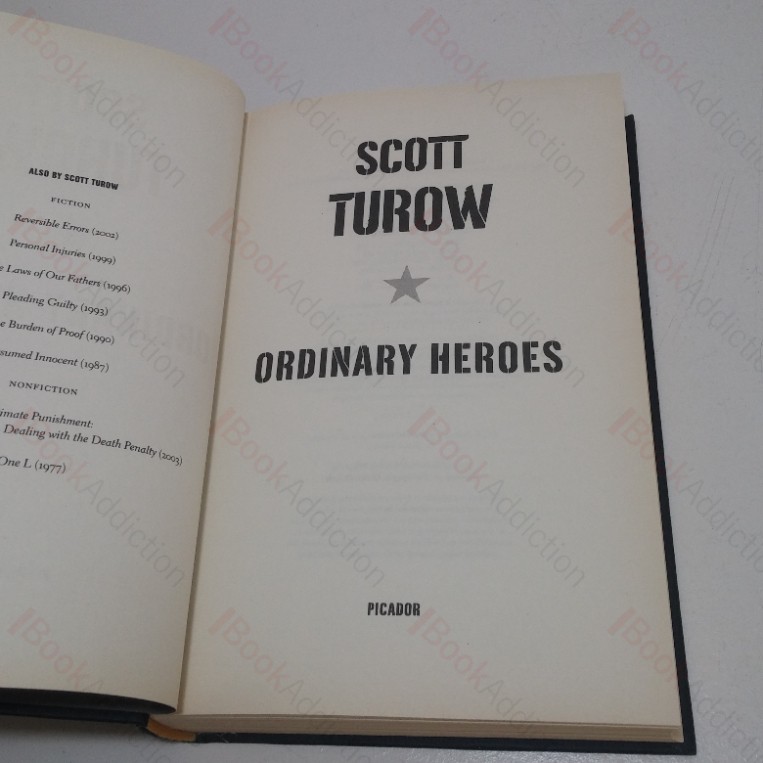 ALSO BY SCOTT TUROW
FICTION
Reversible Errors (2002)
Personal Injuries (1999)
e Laws of Our Fathers (1996)
Pleading Guilty (1993)
e Burden of Proof (1990)
sumed Innocent (1987)
NONFICTION
imate Punishment:
Dealing with the Death Penalty (2003)
One L (1977)
SCOTT
TUROW
ORDINARY HEROES
PICADOR
BookAddiction